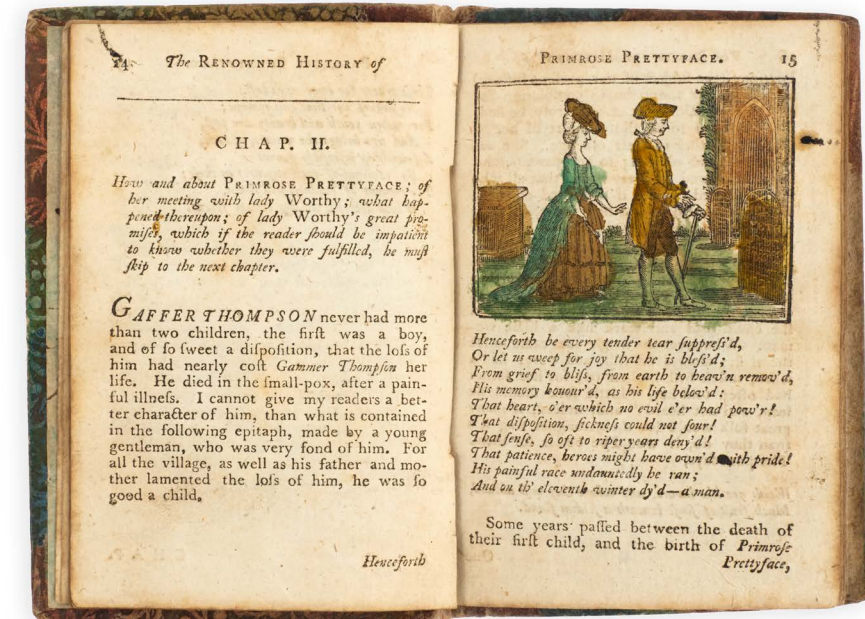 14 The RENOWNED HISTORY of
CHAP. II.
How and about PRIMROSE PRETTYFACE; of
her meeting with lady Worthy; what hap-
pened thereupon; of lady Worthy's great pro-
miſes, which if the reader ſhould be impatient
to know whether they were fulfilled, he muſt
ſkip to the next chapter.
GAFFER THOMPSON never had more
than two children, the firſt was a boy,
and of ſo ſweet a diſpoſition, that the loſs of
him had nearly coſt Gammer Thompſon her
life. He died in the ſmall-pox, after a pain-
ful illneſs. I cannot give my readers a bet-
ter character of him, than what is contained
in the following epitaph, made by a young
gentleman, who was very fond of him. For
all the village, as well as his father and mo-
ther lamented the loſs of him, he was ſo
good a child.
Henceforth
PRIMROSE PRETTYFACE. 15
Henceforth be every tender tear ſuppreſs'd,
Or let us weep for joy that he is bleſs'd;
From grief to bliſs, from earth to heav'n remov'd,
His memory honour'd, as his life belov'd:
That heart, o'er which no evil e'er had pow'r!
That diſpoſition, ſickneſs could not ſour!
That ſenſe, ſo oft to riper years deny'd!
That patience, heroes might have own'd with pride!
His painful race undauntedly he ran;
And on th' eleventh winter dy'd—a man.
Some years paſſed between the death of
their firſt child, and the birth of Primroſe
Prettyface,